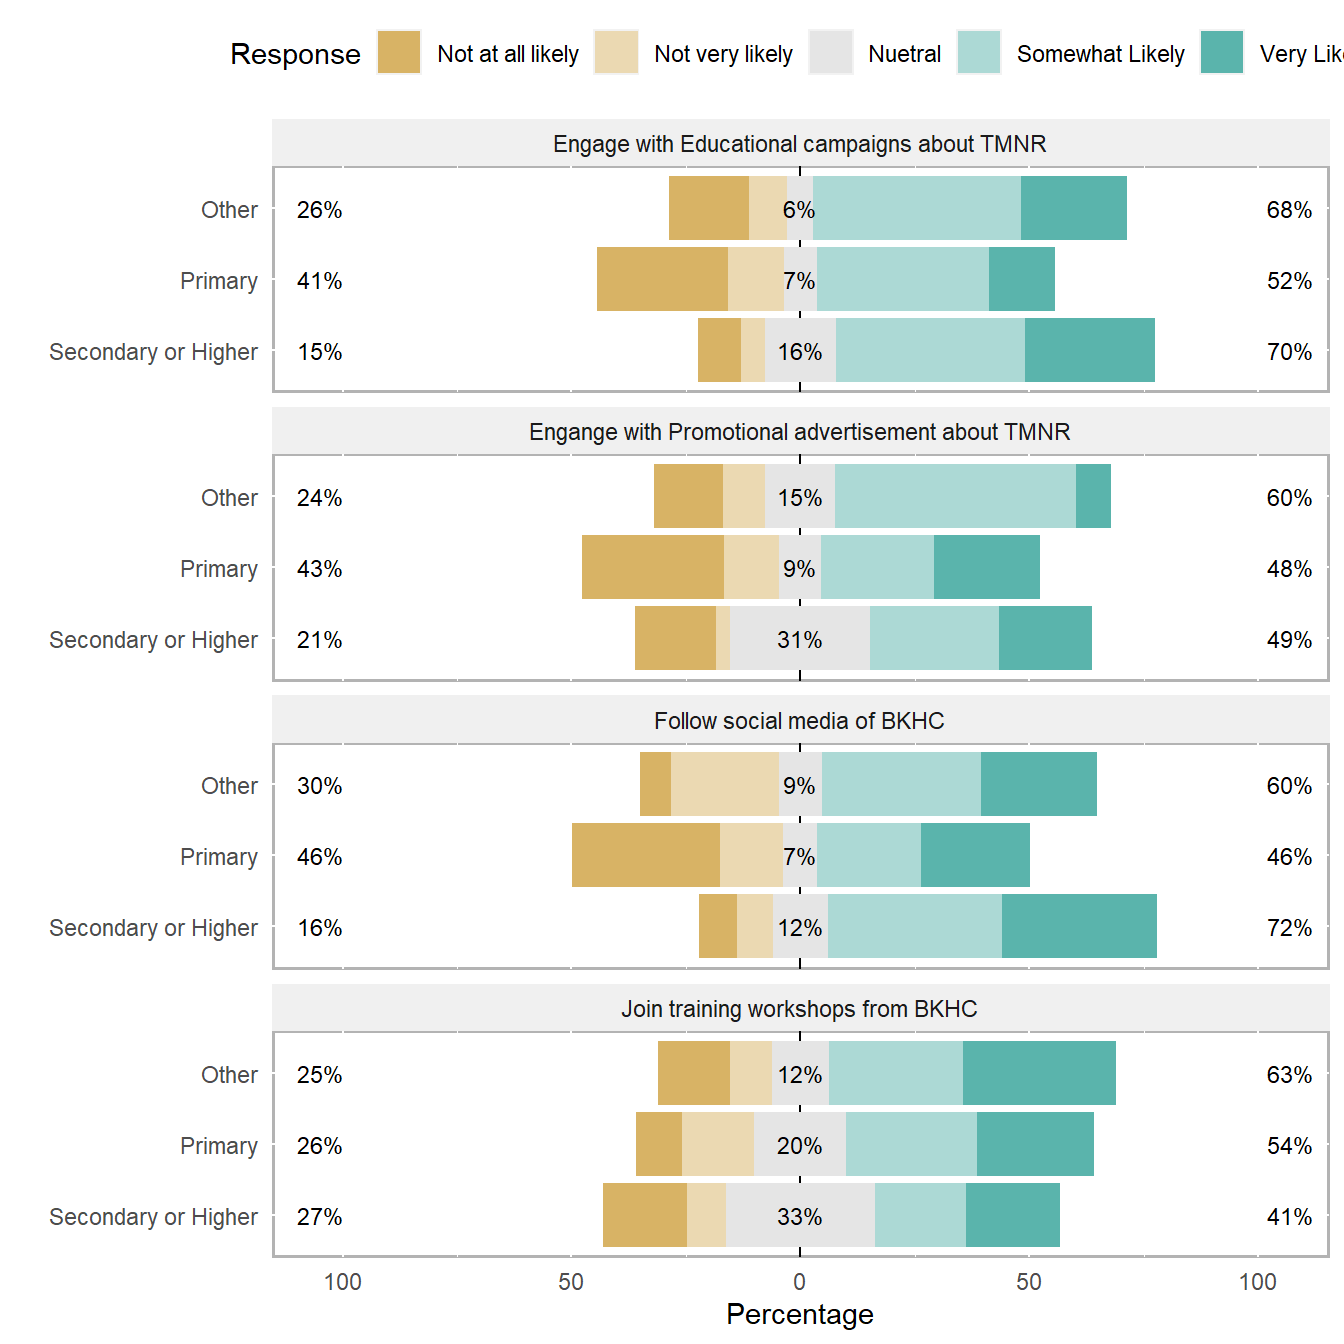 Response Not at all likely Not very likely Nuetral Somewhat Likely Very Lik
Engage with Educational campaigns about TMNR
Other 26% 6% 68%
Primary 41% 7% 52%
Secondary or Higher 15% 16% 70%
Engange with Promotional advertisement about TMNR
Other 24% 15% 60%
Primary 43% 9% 48%
Secondary or Higher 21% 31% 49%
Follow social media of BKHC
Other 30% 9% 60%
Primary 46% 7% 46%
Secondary or Higher 16% 12% 72%
Join training workshops from BKHC
Other 25% 12% 63%
Primary 26% 20% 54%
Secondary or Higher 27% 33% 41%
100 50 0 50 100
Percentage